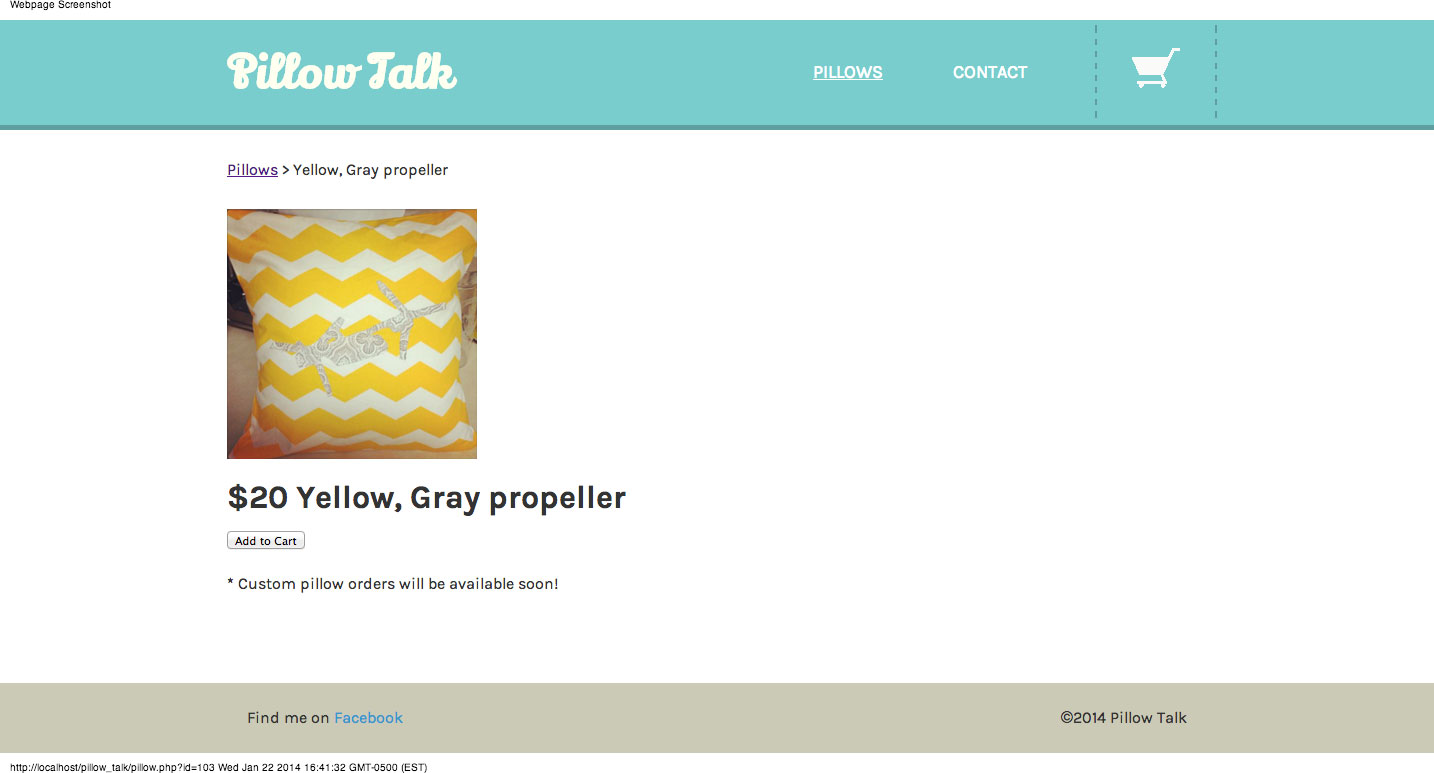 Webpage Screenshot
Pillow Talk
PILLOWS
CONTACT
Pillows > Yellow, Gray propeller
$20 Yellow, Gray propeller
Add to Cart
* Custom pillow orders will be available soon!
Find me on Facebook
©2014 Pillow Talk
http://localhost/pillow_talk/pillow.php?id=103 Wed Jan 22 2014 16:41:32 GMT-0500 (EST)